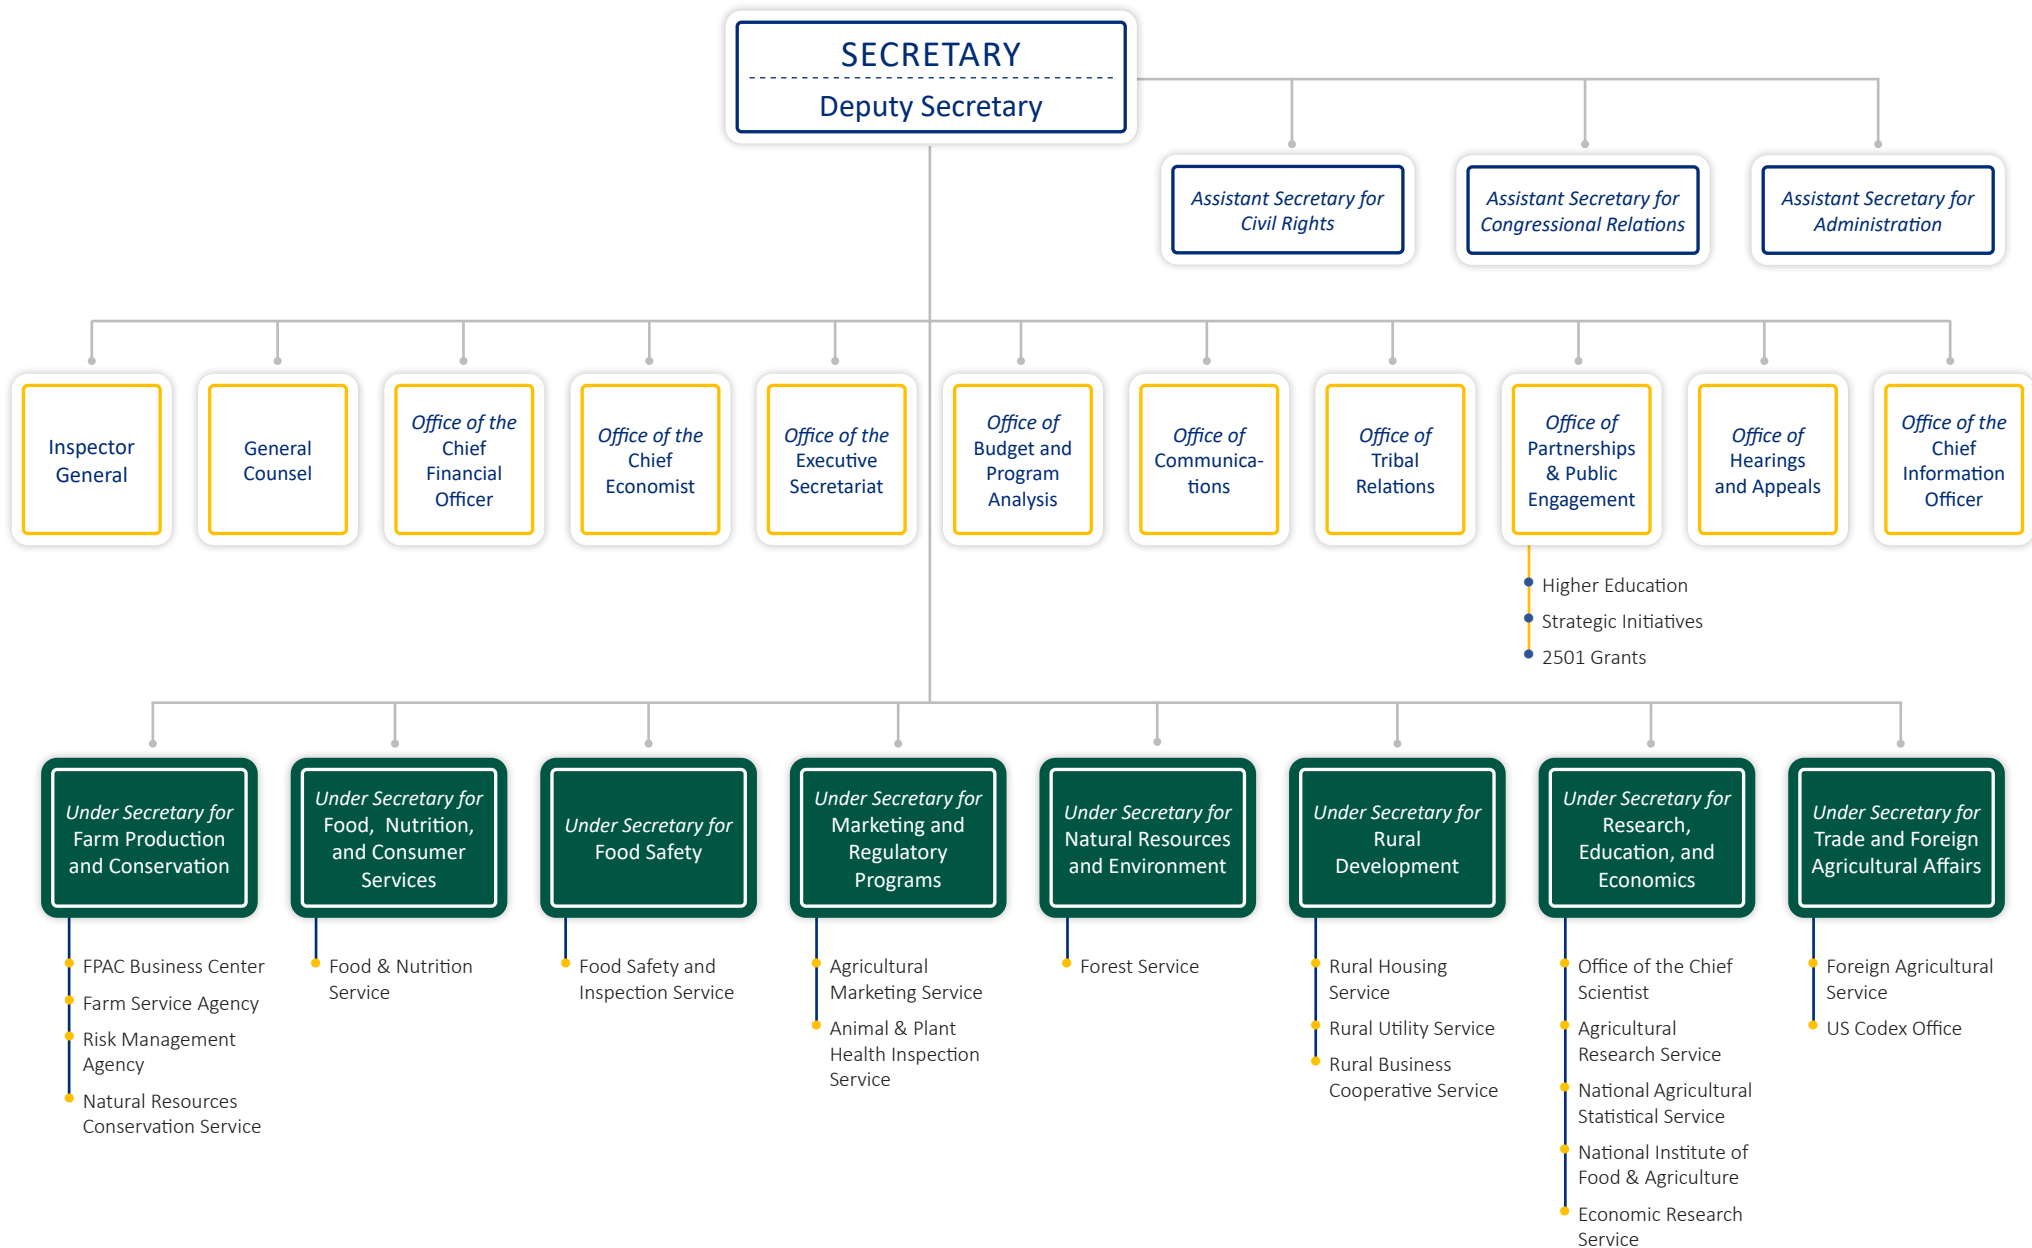 SECRETARY
Deputy Secretary
Assistant Secretary for
Civil Rights
Assistant Secretary for
Congressional Relations
Assistant Secretary for
Administration
Inspector
General
General
Counsel
Office of the
Chief
Financial
Officer
Office of the
Chief
Economist
Office of the
Executive
Secretariat
Office of
Budget and
Program
Analysis
Office of
Communica-
tions
Office of
Tribal
Relations
Office of
Partnerships
& Public
Engagement
Office of
Hearings
and Appeals
Office of the
Chief
Information
Officer
Higher Education
Strategic Initiatives
2501 Grants
Under Secretary for
Farm Production
and Conservation
FPAC Business Center
Farm Service Agency
Risk Management
Agency
Natural Resources
Conservation Service
Under Secretary for
Food, Nutrition,
and Consumer
Services
Food & Nutrition
Service
Under Secretary for
Food Safety
Food Safety and
Inspection Service
Under Secretary for
Marketing and
Regulatory
Programs
Agricultural
Marketing Service
Animal & Plant
Health Inspection
Service
Under Secretary for
Natural Resources
and Environment
Forest Service
Under Secretary for
Rural
Development
Rural Housing
Service
Rural Utility Service
Rural Business
Cooperative Service
Under Secretary for
Research,
Education, and
Economics
Office of the Chief
Scientist
Agricultural
Research Service
National Agricultural
Statistical Service
National Institute of
Food & Agriculture
Economic Research
Service
Under Secretary for
Trade and Foreign
Agricultural Affairs
Foreign Agricultural
Service
US Codex Office